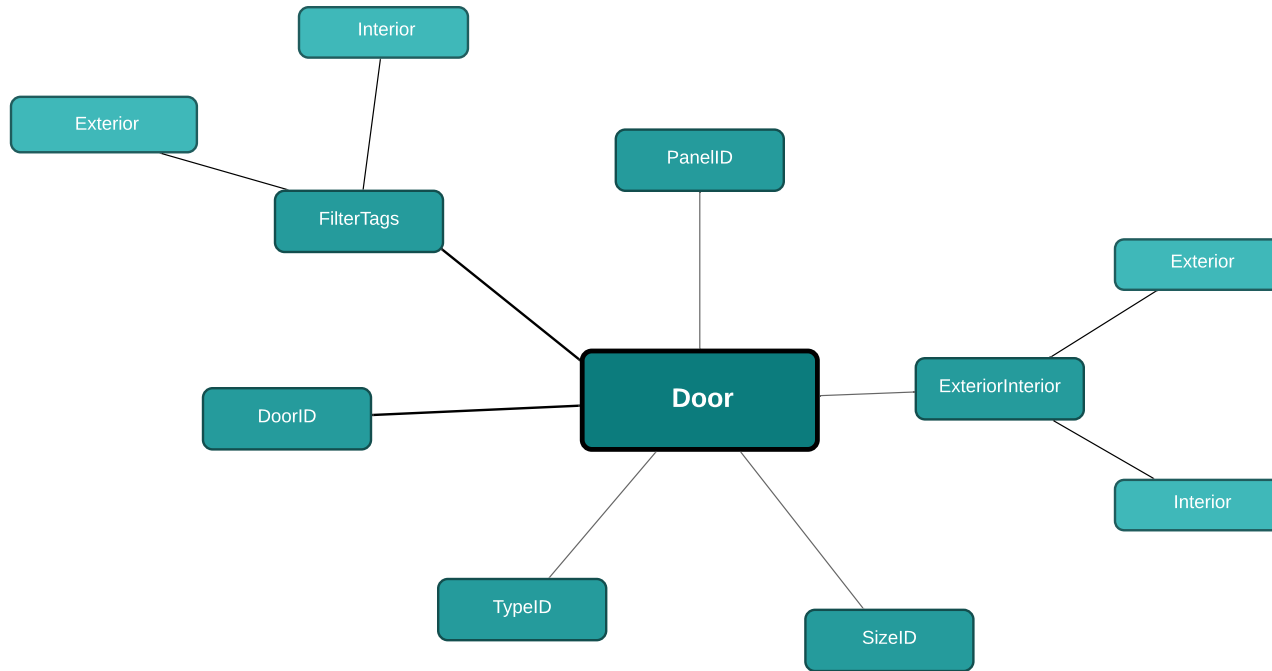 Interior
Exterior
PanelID
FilterTags
Exterior
Door
ExteriorInterior
DoorID
Interior
TypeID
SizeID